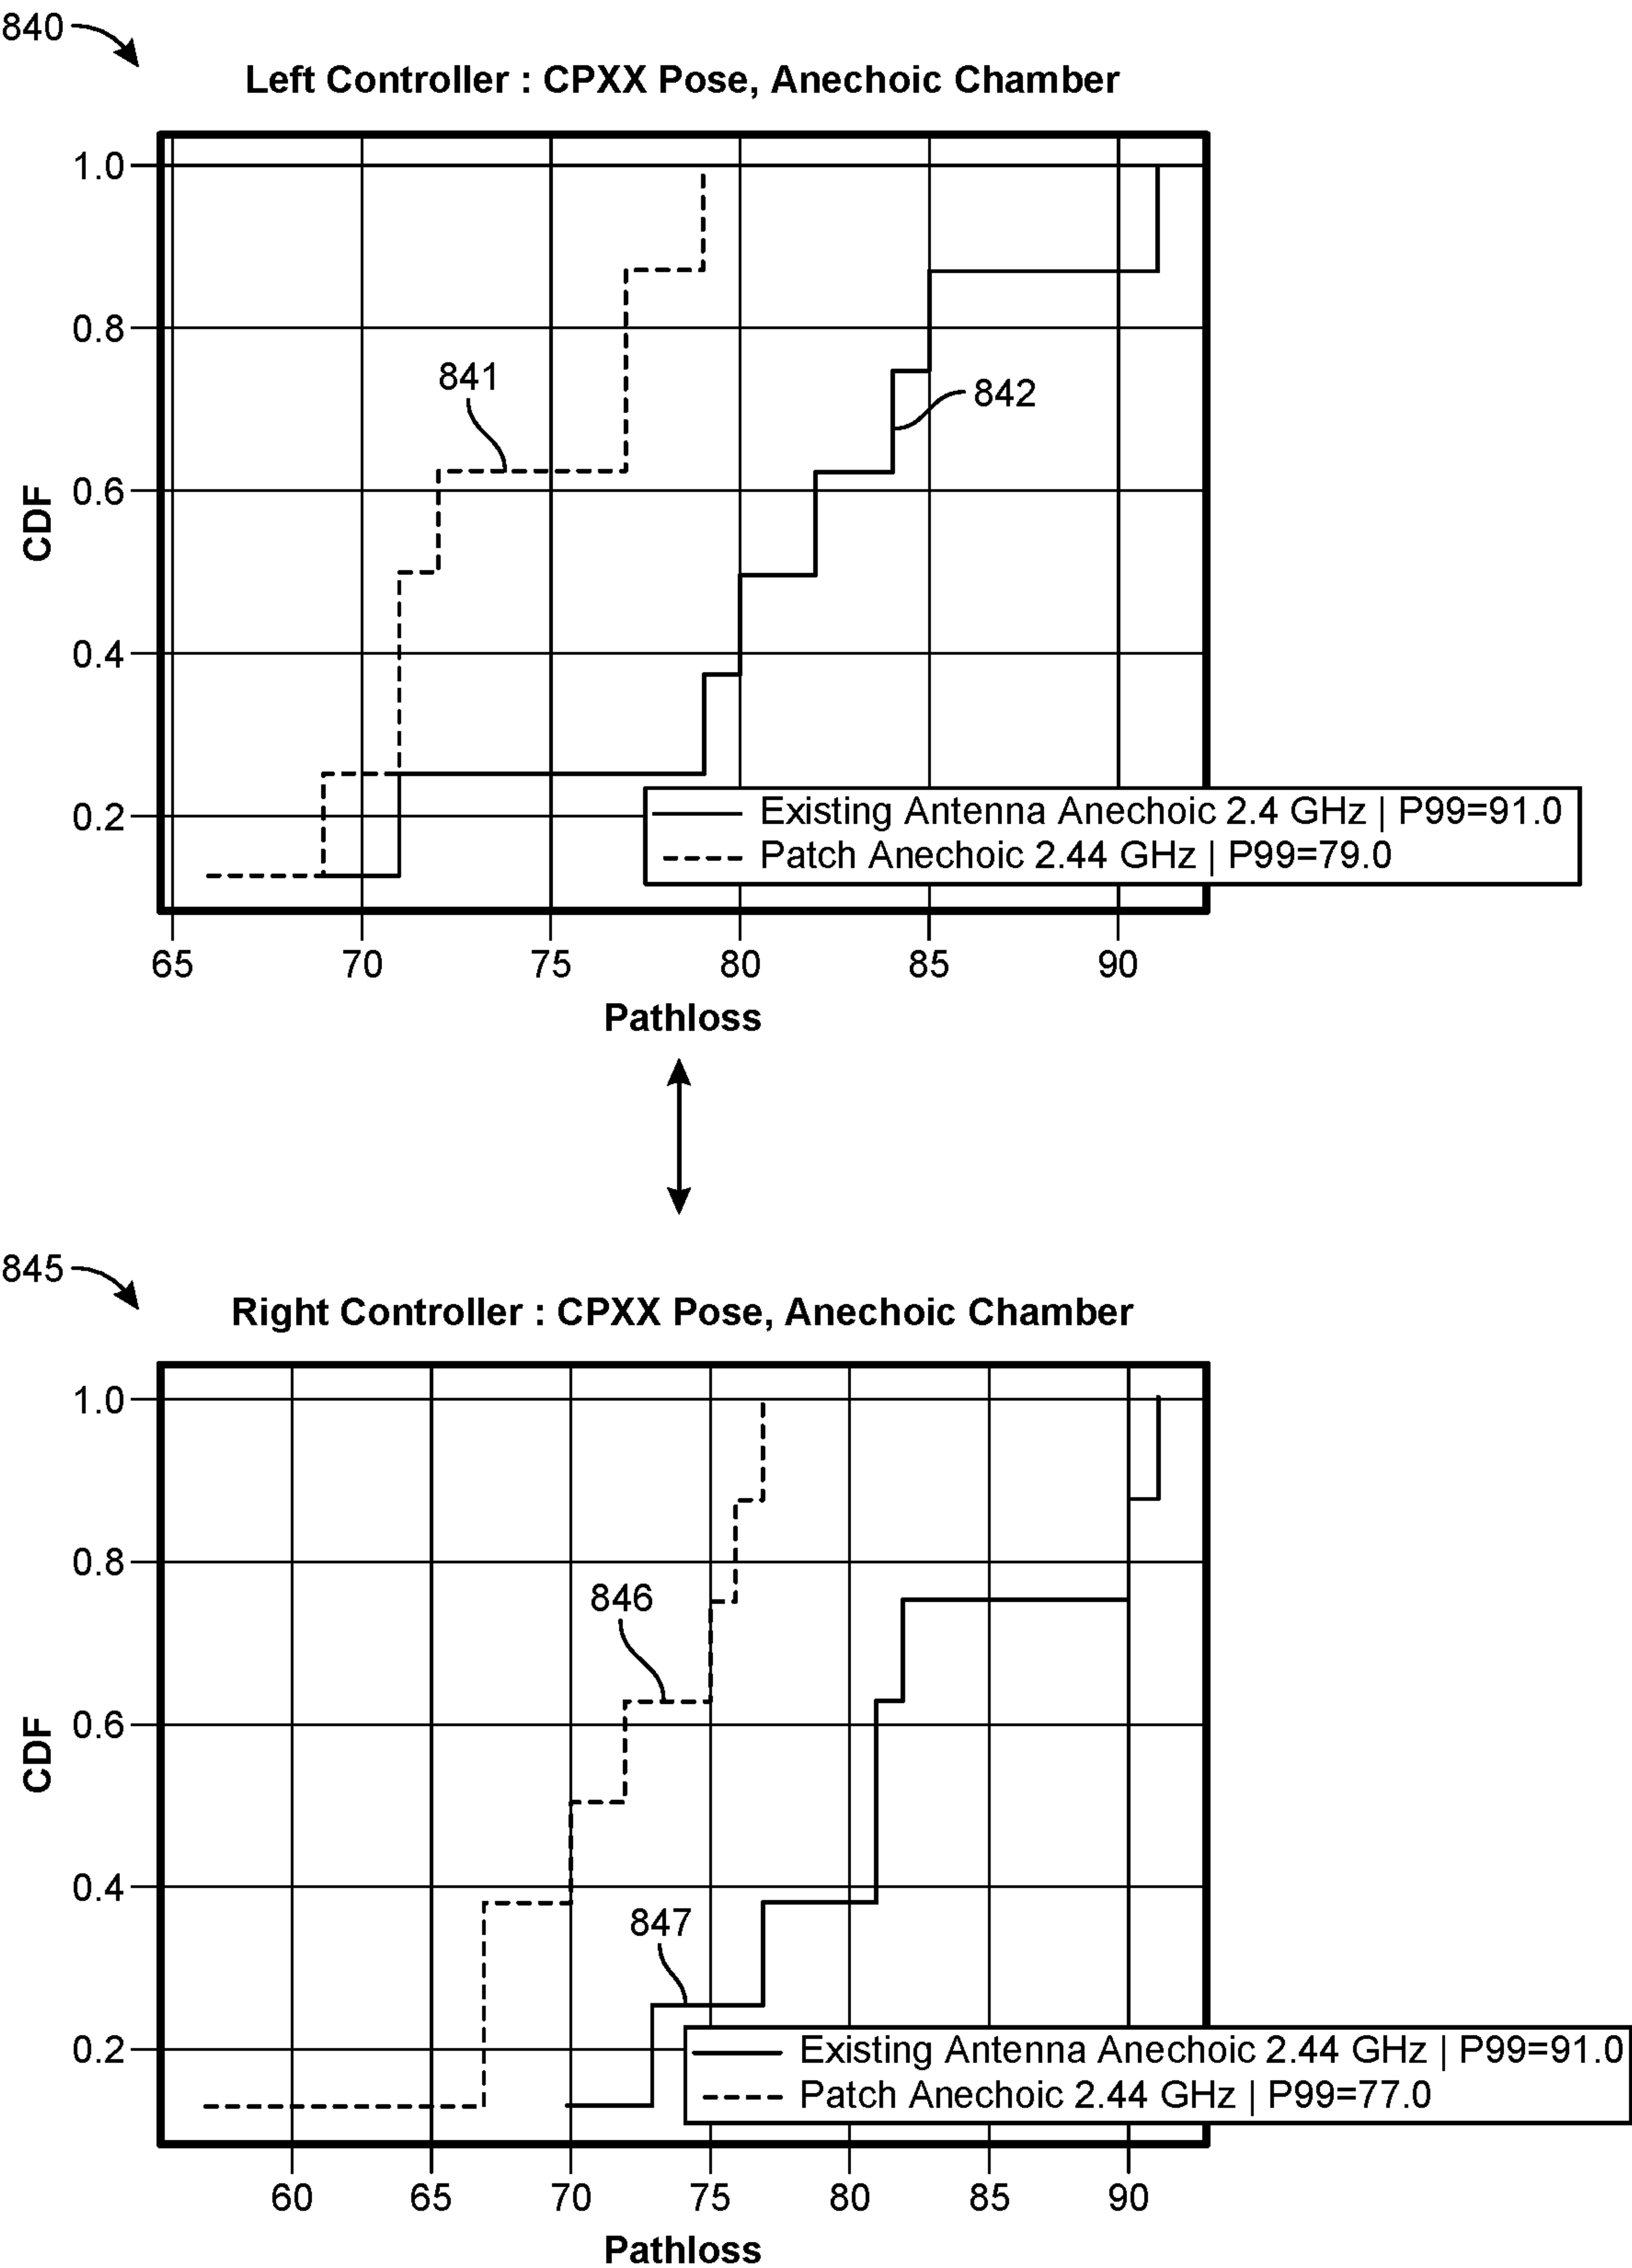 840
Left Controller : CPXX Pose, Anechoic Chamber
1.0
0.8
0.6
0.4
0.2
CDF
841
842
Existing Antenna Anechoic 2.4 GHz | P99=91.0
Patch Anechoic 2.44 GHz | P99=79.0
65 70 75 80 85 90
Pathloss
845
Right Controller : CPXX Pose, Anechoic Chamber
1.0
0.8
0.6
0.4
0.2
CDF
846
847
Existing Antenna Anechoic 2.44 GHz | P99=91.0
Patch Anechoic 2.44 GHz | P99=77.0
60 65 70 75 80 85 90
Pathloss